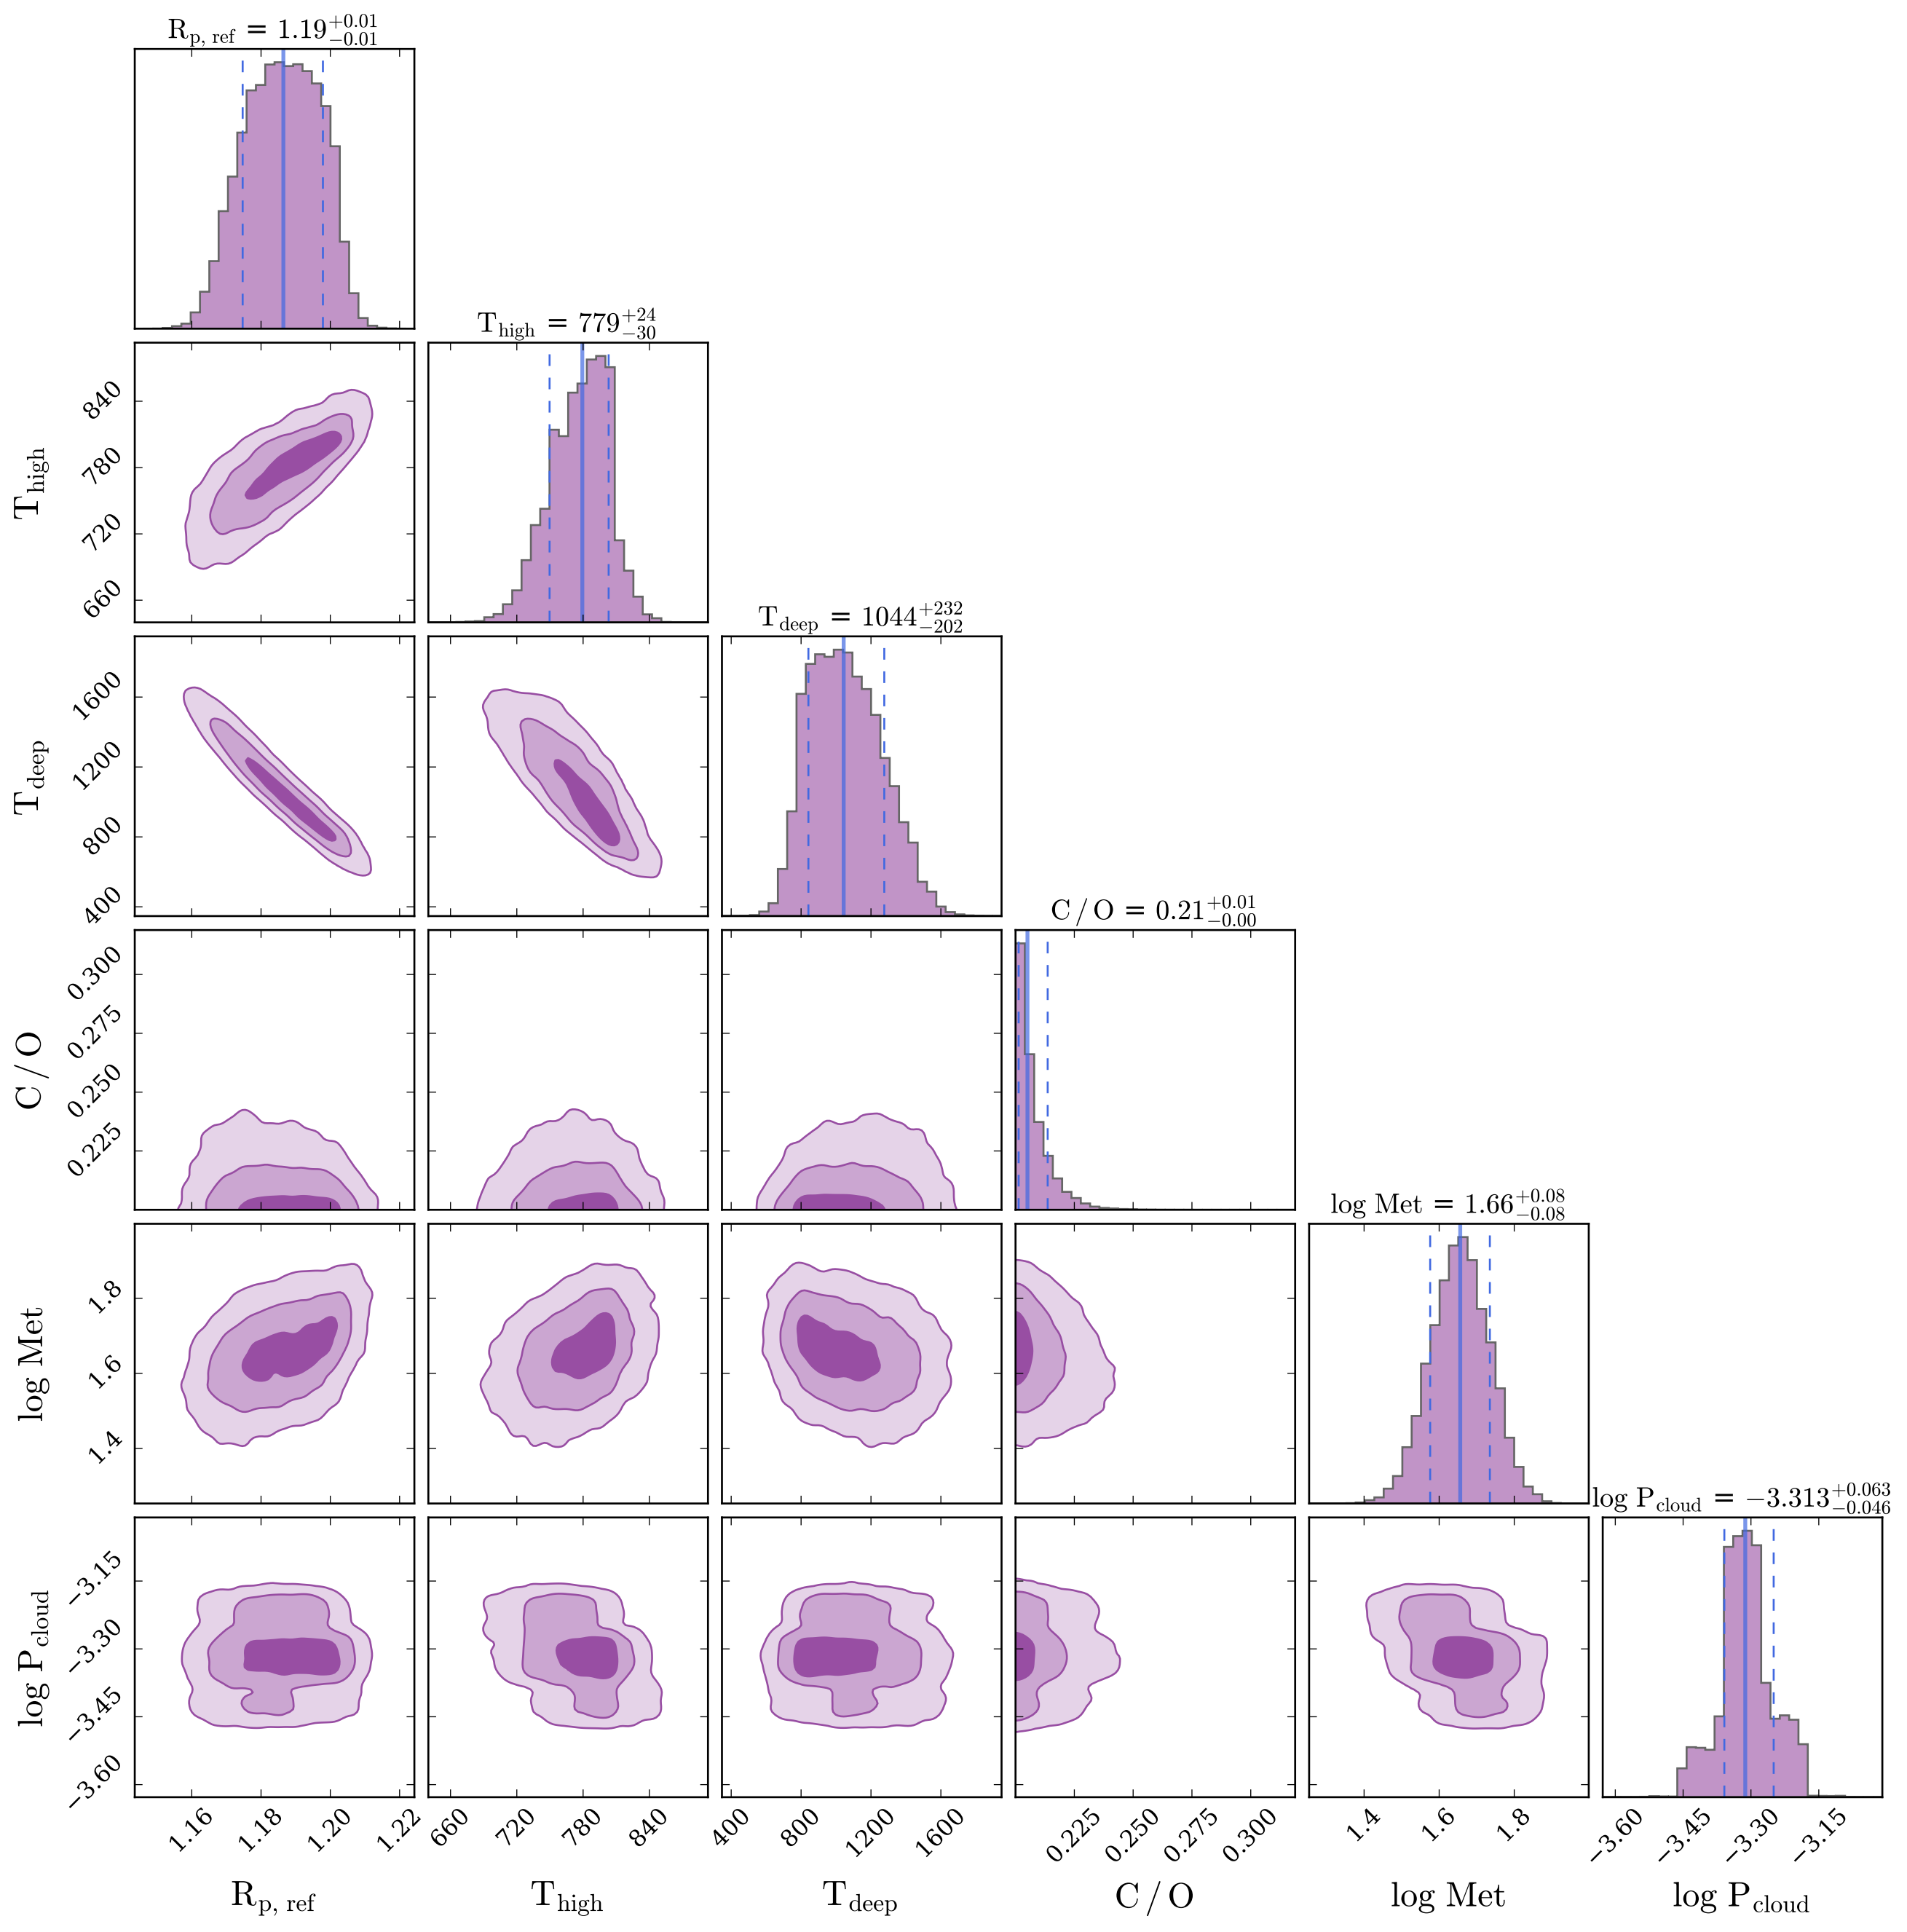 R_p, ref = 1.19^{+0.01}_{−0.01}
T_high = 779^{+24}_{−30}
840
780
720
660
T_high
T_deep = 1044^{+232}_{−202}
1600
1200
800
400
T_deep
C / O = 0.21^{+0.01}_{−0.00}
0.300
0.275
0.250
0.225
C / O
log Met = 1.66^{+0.08}_{−0.08}
1.8
1.6
1.4
log Met
log P_cloud = −3.313^{+0.063}_{−0.046}
−3.15
−3.30
−3.45
−3.60
log P_cloud
1.16 1.18 1.20 1.22 660 720 780 840 400 800 1200 1600 0.225 0.250 0.275 0.300 1.4 1.6 1.8 −3.60 −3.45 −3.30 −3.15
R_p, ref T_high T_deep C / O log Met log P_cloud